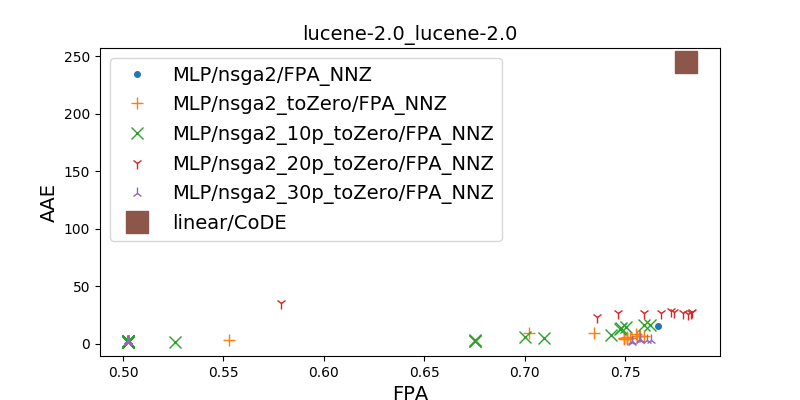 lucene-2.0_lucene-2.0
250
200
150
100
50
0
AAE
MLP/nsga2/FPA_NNZ
MLP/nsga2_toZero/FPA_NNZ
MLP/nsga2_10p_toZero/FPA_NNZ
MLP/nsga2_20p_toZero/FPA_NNZ
MLP/nsga2_30p_toZero/FPA_NNZ
linear/CoDE
0.50 0.55 0.60 0.65 0.70 0.75
FPA